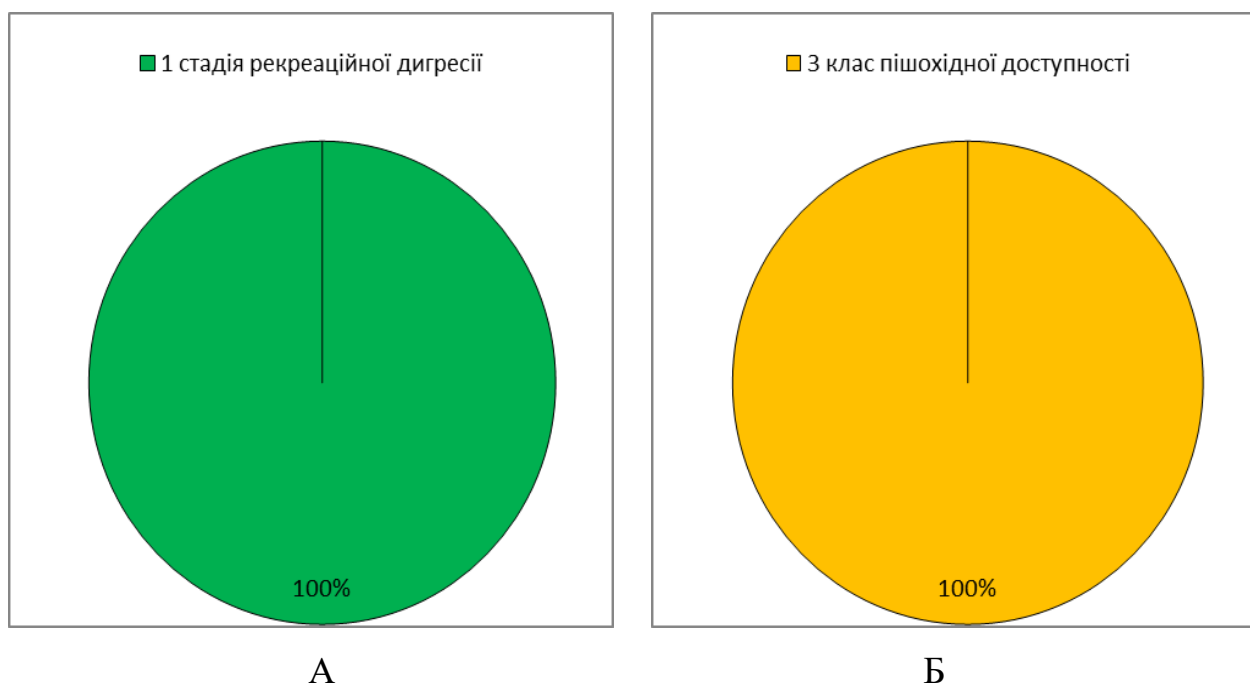 1 стадія рекреаційної дигресії
3 клас пішохідної доступності
100%
100%
А
Б